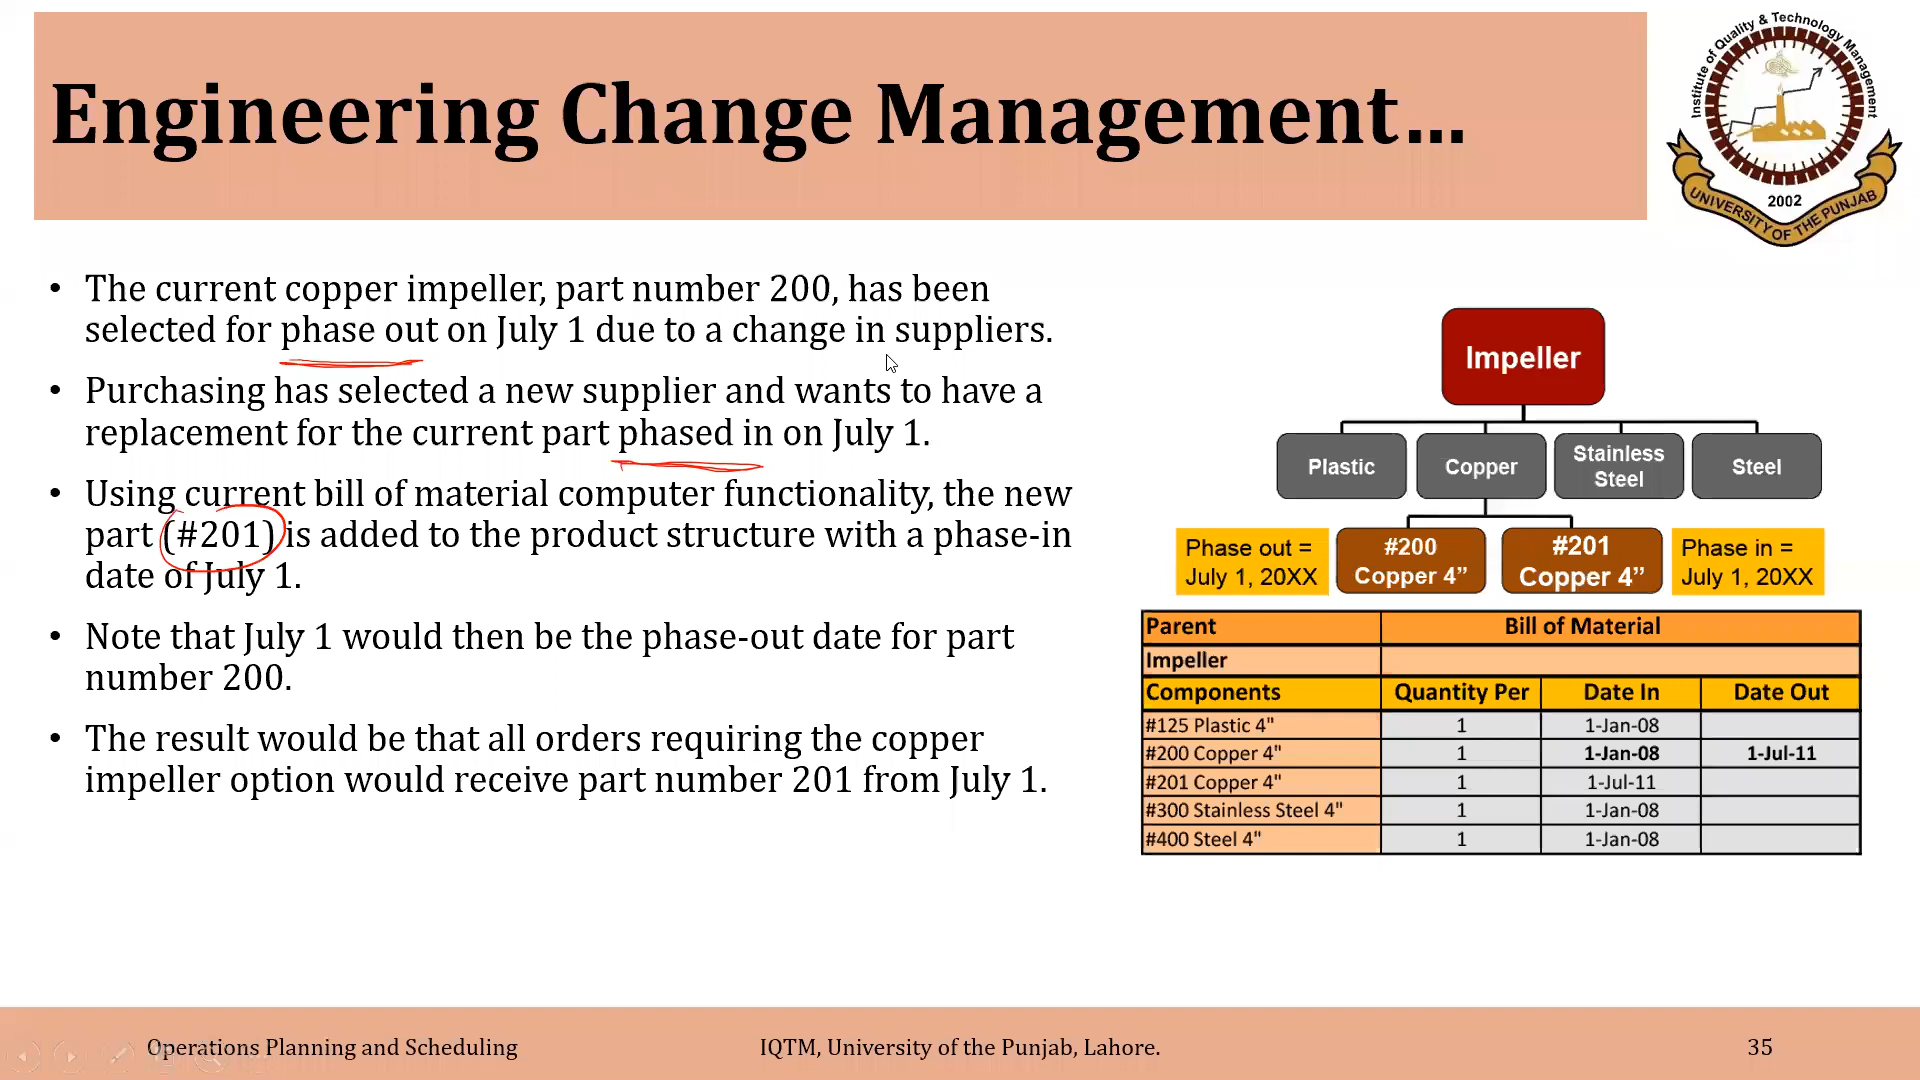 Engineering Change Management...
Institute of Quality & Technology Management
2002
UNIVERSITY OF THE PUNJAB
• The current copper impeller, part number 200, has been
selected for phase out on July 1 due to a change in suppliers.
• Purchasing has selected a new supplier and wants to have a
replacement for the current part phased in on July 1.
• Using current bill of material computer functionality, the new
part (#201) is added to the product structure with a phase-in
date of July 1.
• Note that July 1 would then be the phase-out date for part
number 200.
• The result would be that all orders requiring the copper
impeller option would receive part number 201 from July 1.
Impeller
Plastic
Copper
Stainless
Steel
Steel
Phase out =
July 1, 20XX
#200
Copper 4”
#201
Copper 4”
Phase in =
July 1, 20XX
Parent Bill of Material
Impeller
Components Quantity Per Date In Date Out
#125 Plastic 4" 1 1-Jan-08
#200 Copper 4" 1 1-Jan-08 1-Jul-11
#201 Copper 4" 1 1-Jul-11
#300 Stainless Steel 4" 1 1-Jan-08
#400 Steel 4" 1 1-Jan-08
Operations Planning and Scheduling IQTM, University of the Punjab, Lahore. 35